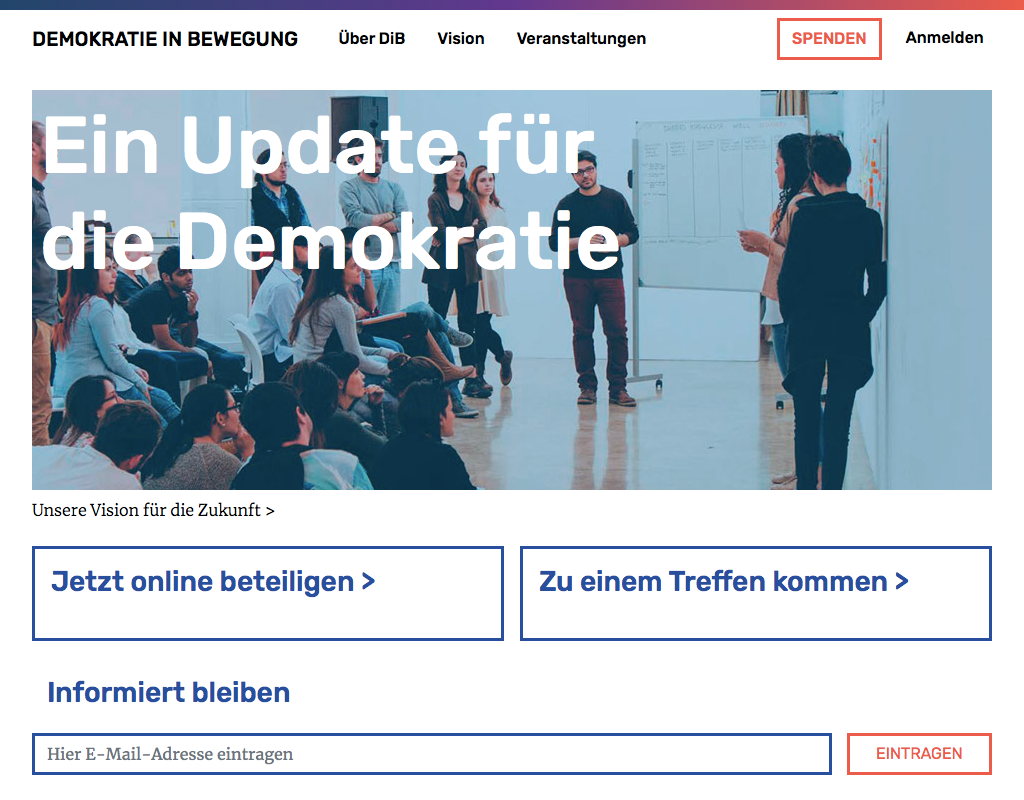 DEMOKRATIE IN BEWEGUNG Über DiB Vision Veranstaltungen SPENDEN Anmelden
Ein Update für
die Demokratie
Unsere Vision für die Zukunft >
Jetzt online beteiligen > Zu einem Treffen kommen >
Informiert bleiben
Hier E-Mail-Adresse eintragen EINTRAGEN